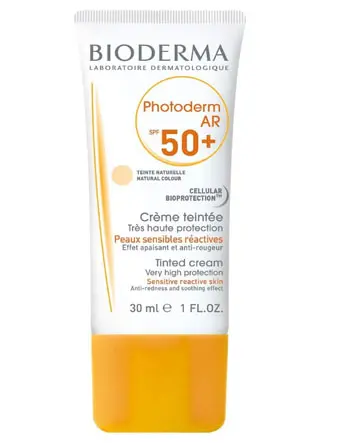 BIODERMA
LABORATOIRE DERMATOLOGIQUE
Photoderm
AR
SPF 50+
TEINTE NATURELLE
NATURAL COLOUR
CELLULAR
BIOPROTECTION™
Crème teintée
Très haute protection
Peaux sensibles réactives
Effet apaisant et anti-rougeur
Tinted cream
Very high protection
Sensitive reactive skin
Anti-redness and soothing effect
30 ml ℮ 1 FL.OZ.